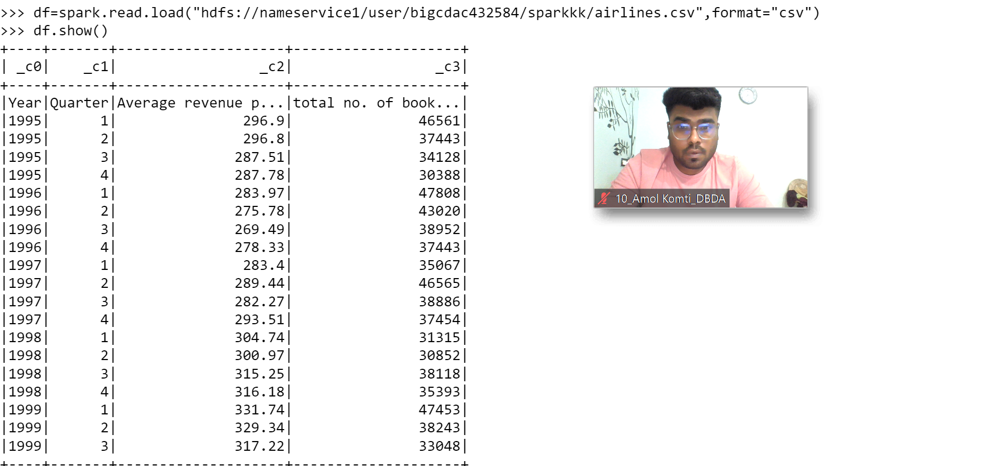 >>> df=spark.read.load("hdfs://nameservice1/user/bigcdac432584/sparkkk/airlines.csv",format="csv")
>>> df.show()
+----+-------+--------------------+--------------------+
| _c0|    _c1|                 _c2|                 _c3|
+----+-------+--------------------+--------------------+
|Year|Quarter|Average revenue p...|total no. of book...|
|1995|      1|               296.9|               46561|
|1995|      2|               296.8|               37443|
|1995|      3|              287.51|               34128|
|1995|      4|              287.78|               30388|
|1996|      1|              283.97|               47808|
|1996|      2|              275.78|               43020|
|1996|      3|              269.49|               38952|
|1996|      4|              278.33|               37443|
|1997|      1|               283.4|               35067|
|1997|      2|              289.44|               46565|
|1997|      3|              282.27|               38886|
|1997|      4|              293.51|               37454|
|1998|      1|              304.74|               31315|
|1998|      2|              300.97|               30852|
|1998|      3|              315.25|               38118|
|1998|      4|              316.18|               35393|
|1999|      1|              331.74|               47453|
|1999|      2|              329.34|               38243|
|1999|      3|              317.22|               33048|
+----+-------+--------------------+--------------------+
10_Amol Komti_DBDA